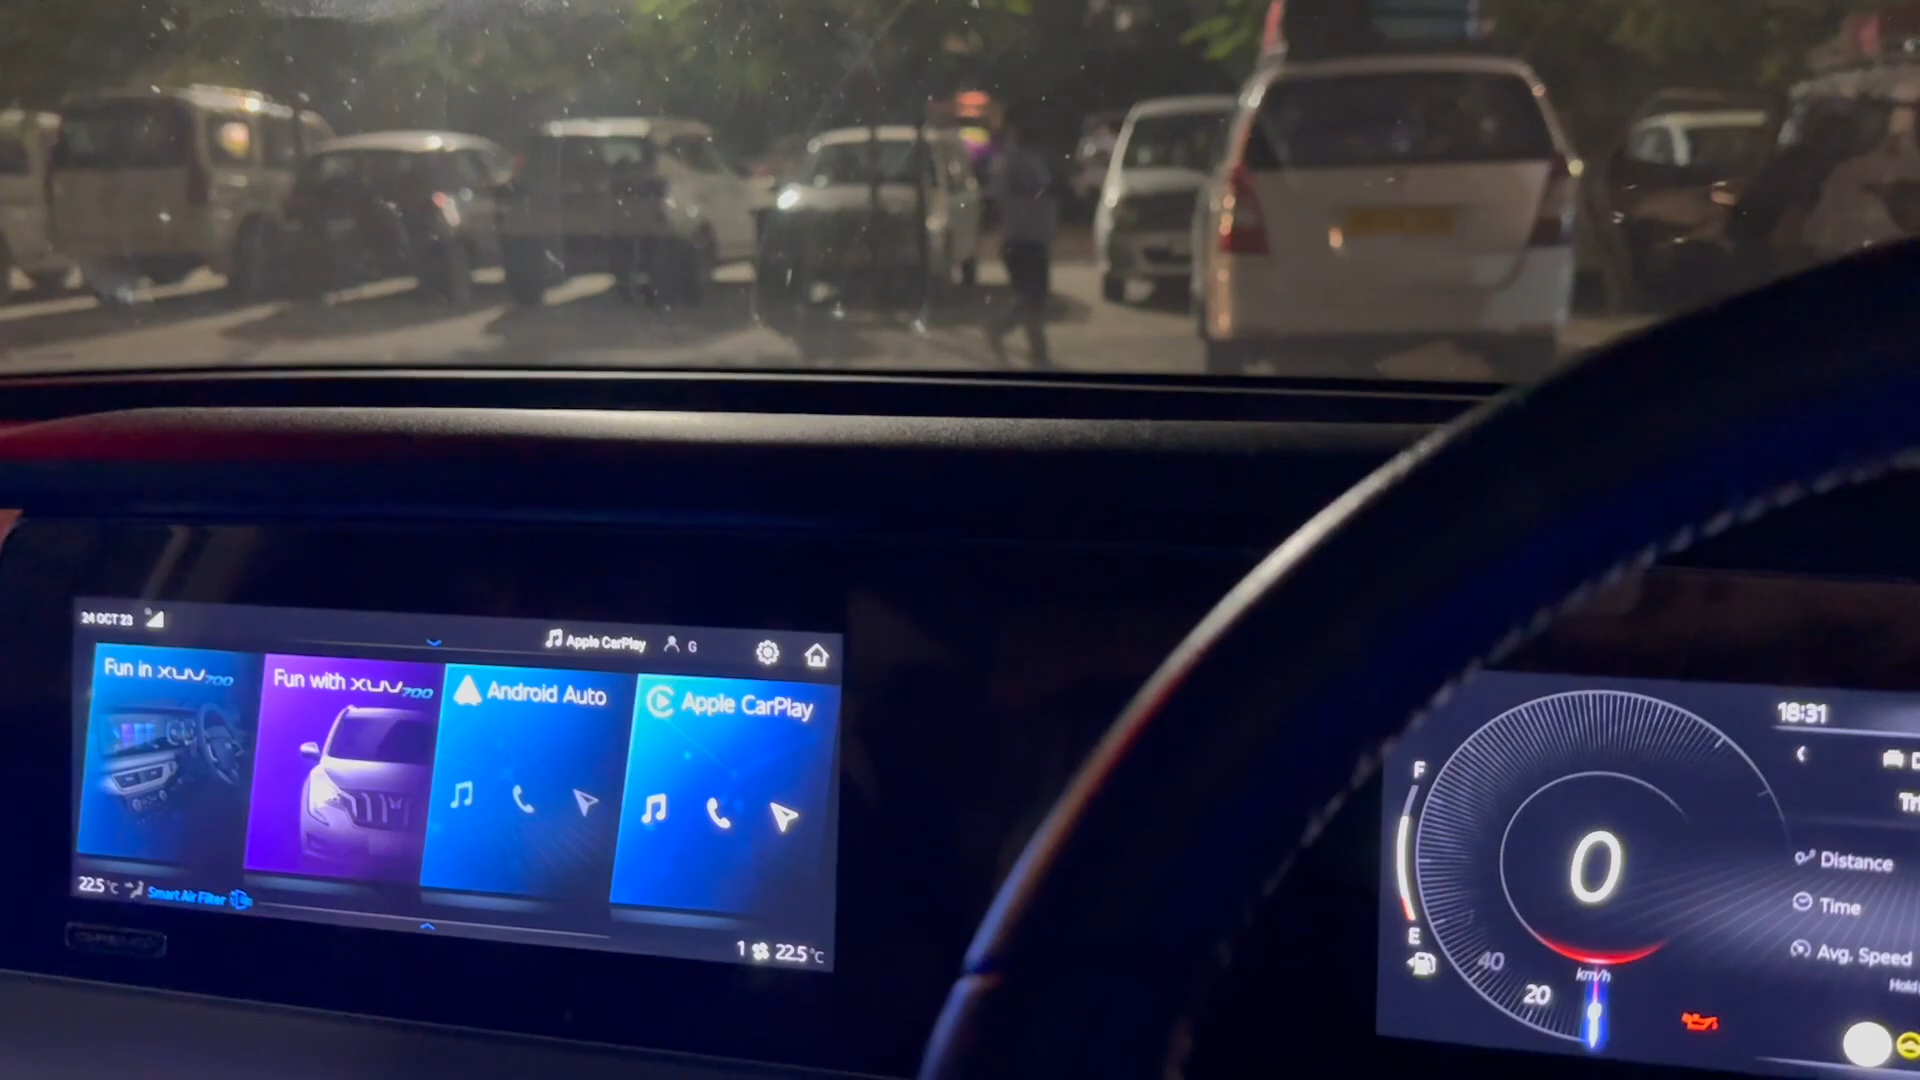 24 OCT 23
Apple CarPlay
G
Fun in XUV700
Fun with XUV700
Android Auto
Apple CarPlay
22.5°C
Smart Air Filter
1
22.5°C
18:31
F
E
0
km/h
40
20
Distance
Time
Avg. Speed
Hold